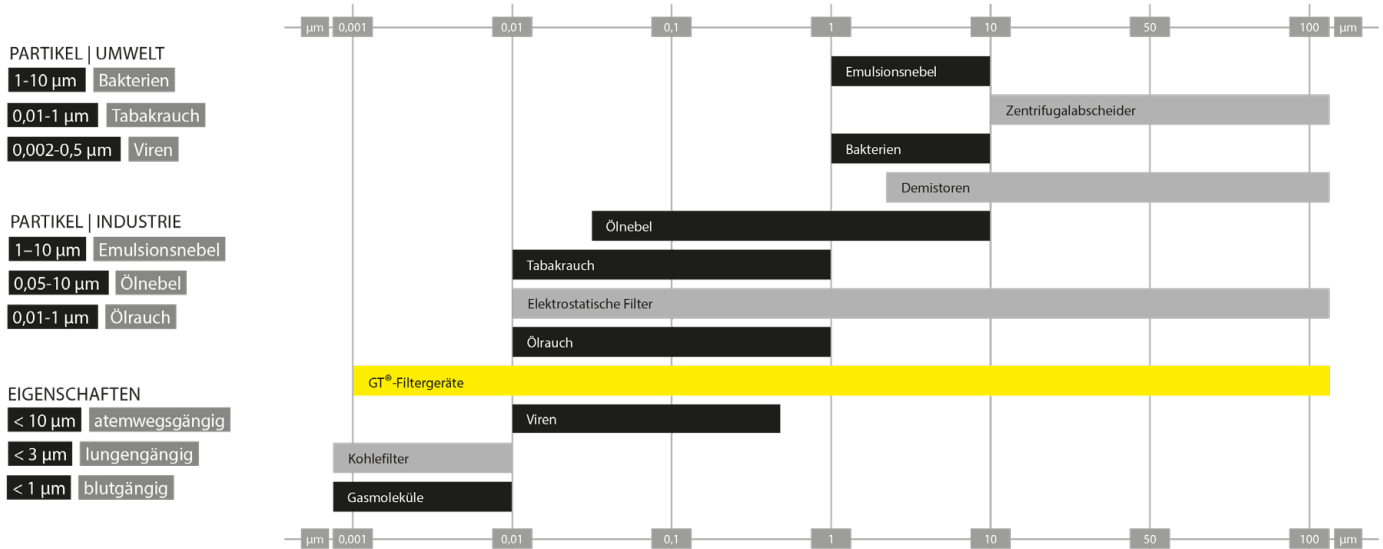 µm 0,001 0,01 0,1 1 10 50 100 µm
PARTIKEL | UMWELT
1-10 µm Bakterien
0,01-1 µm Tabakrauch
0,002-0,5 µm Viren
PARTIKEL | INDUSTRIE
1–10 µm Emulsionsnebel
0,05-10 µm Ölnebel
0,01-1 µm Ölrauch
EIGENSCHAFTEN
< 10 µm atemwegsgängig
< 3 µm lungengängig
< 1 µm blutgängig
Emulsionsnebel
Zentrifugalabscheider
Bakterien
Demistoren
Ölnebel
Tabakrauch
Elektrostatische Filter
Ölrauch
GT®-Filtergeräte
Viren
Kohlefilter
Gasmoleküle
µm 0,001 0,01 0,1 1 10 50 100 µm